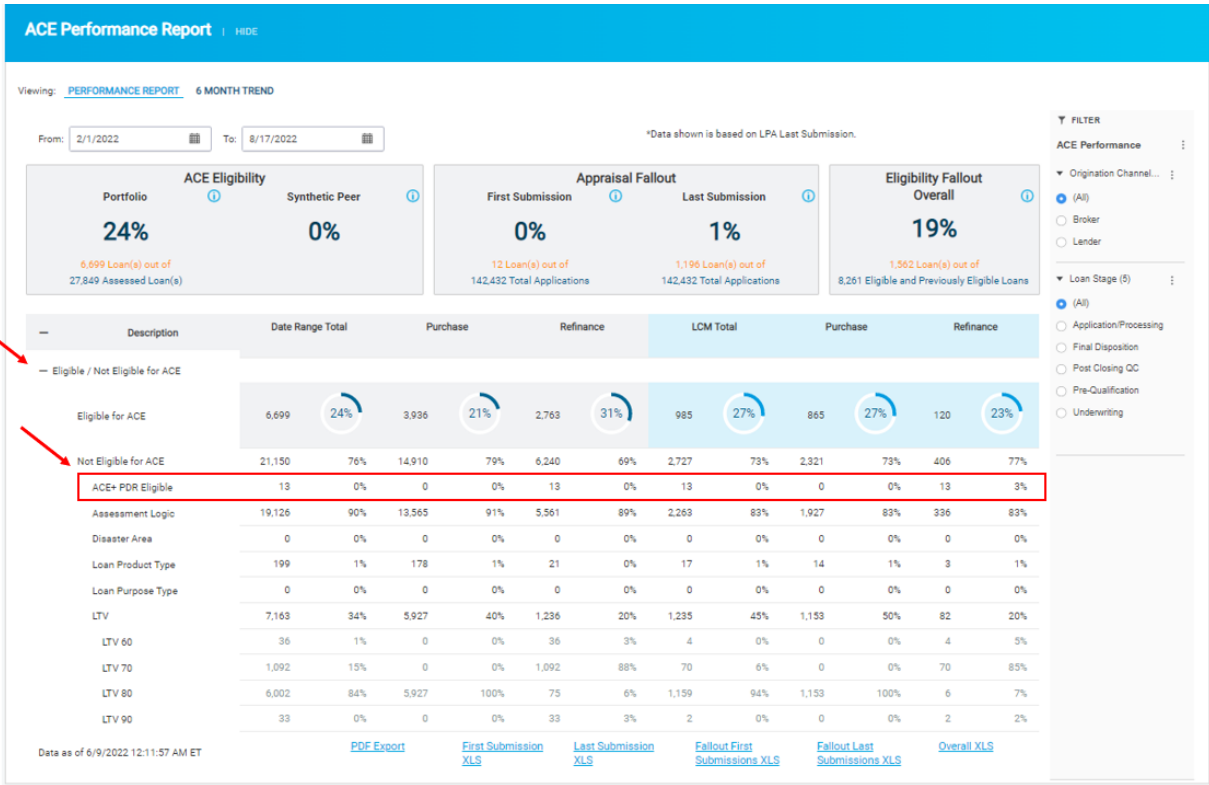 ACE Performance Report | HIDE
Viewing: PERFORMANCE REPORT 6 MONTH TREND
From: 2/1/2022 To: 8/17/2022
*Data shown is based on LPA Last Submission.
ACE Eligibility
Portfolio Synthetic Peer
24% 0%
6,699 Loan(s) out of
27,849 Assessed Loan(s)
Appraisal Fallout
First Submission Last Submission
0% 1%
12 Loan(s) out of 1,196 Loan(s) out of
142,432 Total Applications 142,432 Total Applications
Eligibility Fallout
Overall
19%
1,562 Loan(s) out of
8,261 Eligible and Previously Eligible Loans
— Description Date Range Total Purchase Refinance LCM Total Purchase Refinance
— Eligible / Not Eligible for ACE
Eligible for ACE 6,699 24% 3,936 21% 2,763 31% 985 27% 865 27% 120 23%
Not Eligible for ACE 21,150 76% 14,910 79% 6,240 69% 2,727 73% 2,321 73% 406 77%
ACE+ PDR Eligible 13 0% 0 0% 13 0% 13 0% 0 0% 13 3%
Assessment Logic 19,126 90% 13,565 91% 5,561 89% 2,263 83% 1,927 83% 336 83%
Disaster Area 0 0% 0 0% 0 0% 0 0% 0 0% 0 0%
Loan Product Type 199 1% 178 1% 21 0% 17 1% 14 1% 3 1%
Loan Purpose Type 0 0% 0 0% 0 0% 0 0% 0 0% 0 0%
LTV 7,163 34% 5,927 40% 1,236 20% 1,235 45% 1,153 50% 82 20%
LTV 60 36 1% 0 0% 36 3% 4 0% 0 0% 4 5%
LTV 70 1,092 15% 0 0% 1,092 88% 70 6% 0 0% 70 85%
LTV 80 6,002 84% 5,927 100% 75 6% 1,159 94% 1,153 100% 6 7%
LTV 90 33 0% 0 0% 33 3% 2 0% 0 0% 2 2%
Data as of 6/9/2022 12:11:57 AM ET
PDF Export
First Submission
XLS
Last Submission
XLS
Fallout First
Submissions XLS
Fallout Last
Submissions XLS
Overall XLS
FILTER
ACE Performance
Origination Channel...
(All)
Broker
Lender
Loan Stage (5)
(All)
Application/Processing
Final Disposition
Post Closing QC
Pre-Qualification
Underwriting